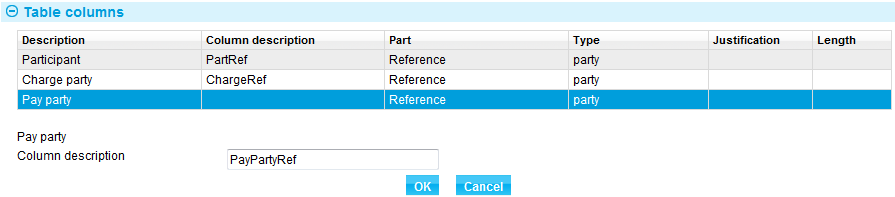 Table columns
Description Column description Part Type Justification Length
Participant PartRef Reference party
Charge party ChargeRef Reference party
Pay party Reference party
Pay party
Column description PayPartyRef
OK Cancel